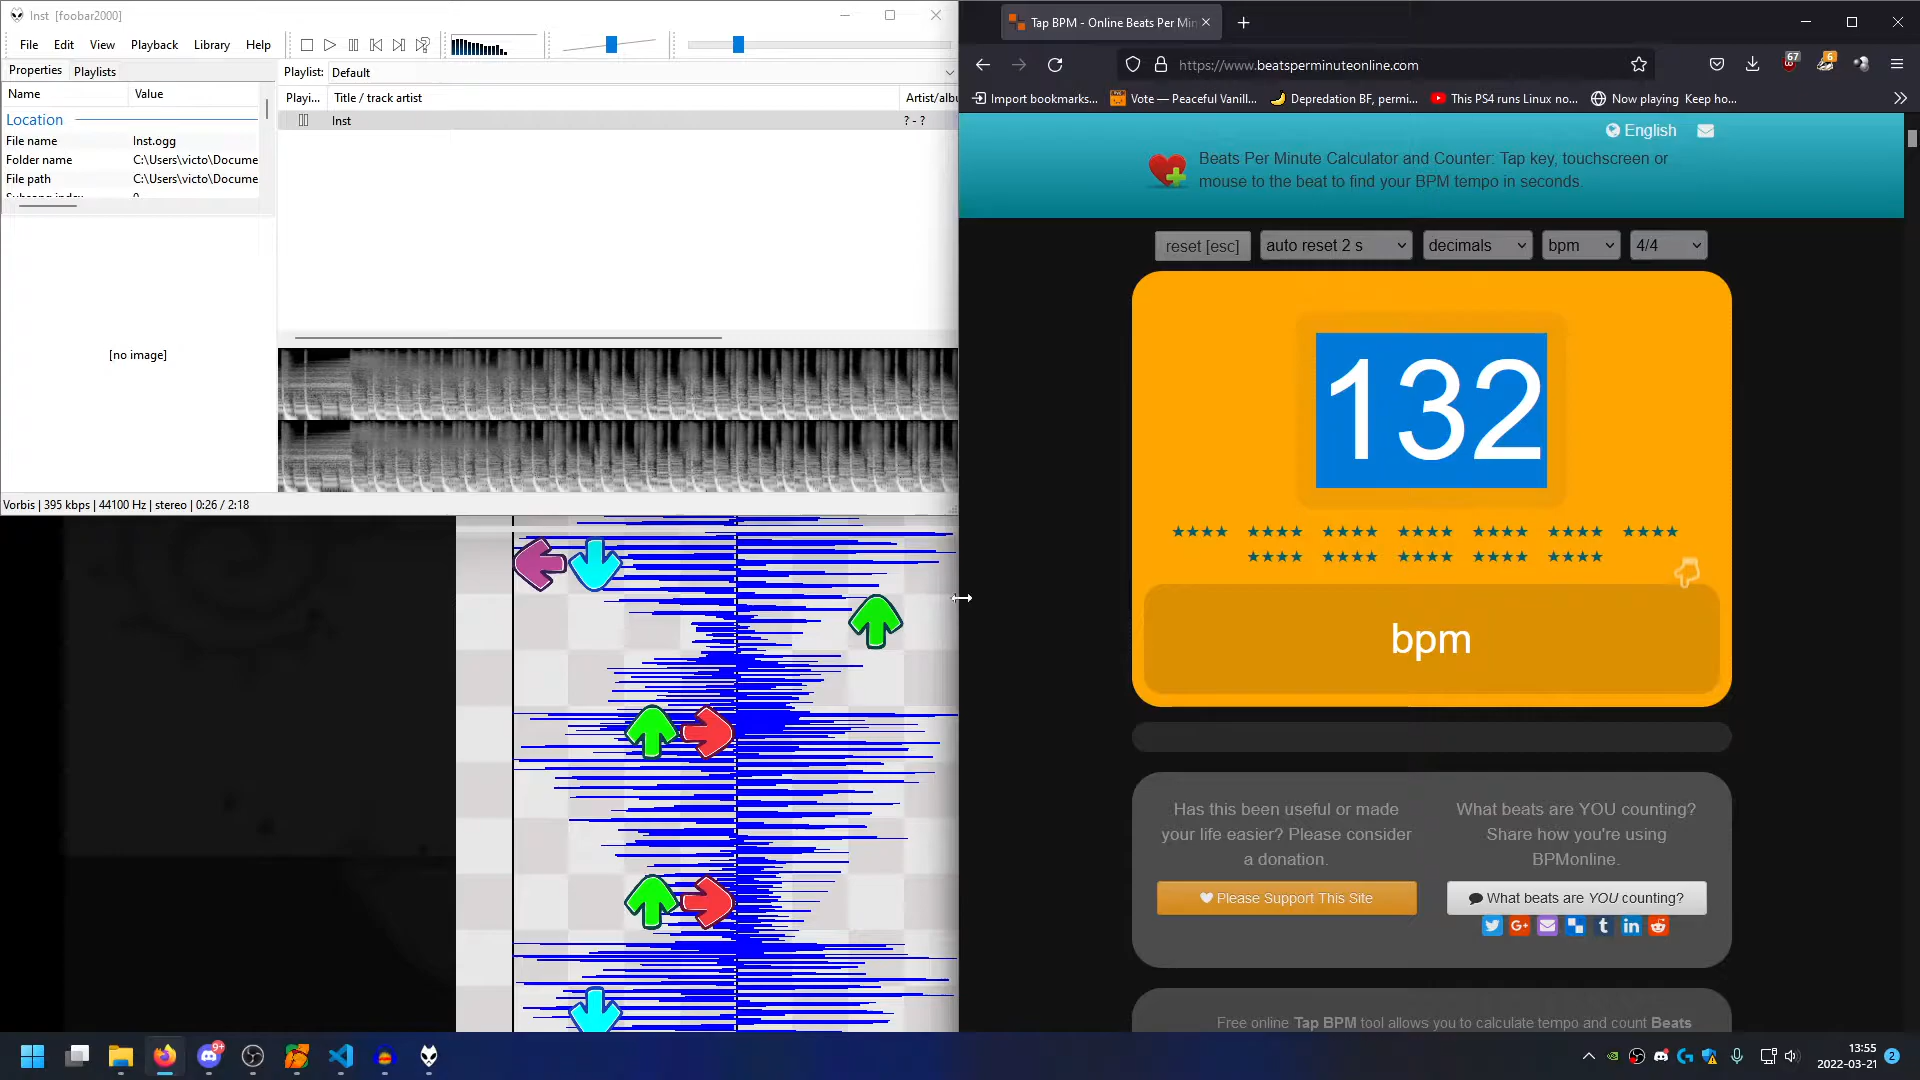 Inst [foobar2000]
File Edit View Playback Library Help
Properties Playlists
Playlist: Default
Name Value
Playi... Title / track artist Artist/albu
Location
Inst ? - ?
File name Inst.ogg
Folder name C:\Users\victo\Docume
File path C:\Users\victo\Docume
[no image]
Vorbis | 395 kbps | 44100 Hz | stereo | 0:26 / 2:18
Tap BPM - Online Beats Per Min
https://www.beatsperminuteonline.com
67
6
Import bookmarks... Vote — Peaceful Vanill... Depredation BF, permi... This PS4 runs Linux no... Now playing Keep ho...
English
Beats Per Minute Calculator and Counter: Tap key, touchscreen or
mouse to the beat to find your BPM tempo in seconds.
reset [esc] auto reset 2 s decimals bpm 4/4
132
bpm
Has this been useful or made
your life easier? Please consider
a donation.
Please Support This Site
What beats are YOU counting?
Share how you're using
BPMonline.
What beats are YOU counting?
Free online Tap BPM tool allows you to calculate tempo and count Beats
9+
13:55
2022-03-21
2